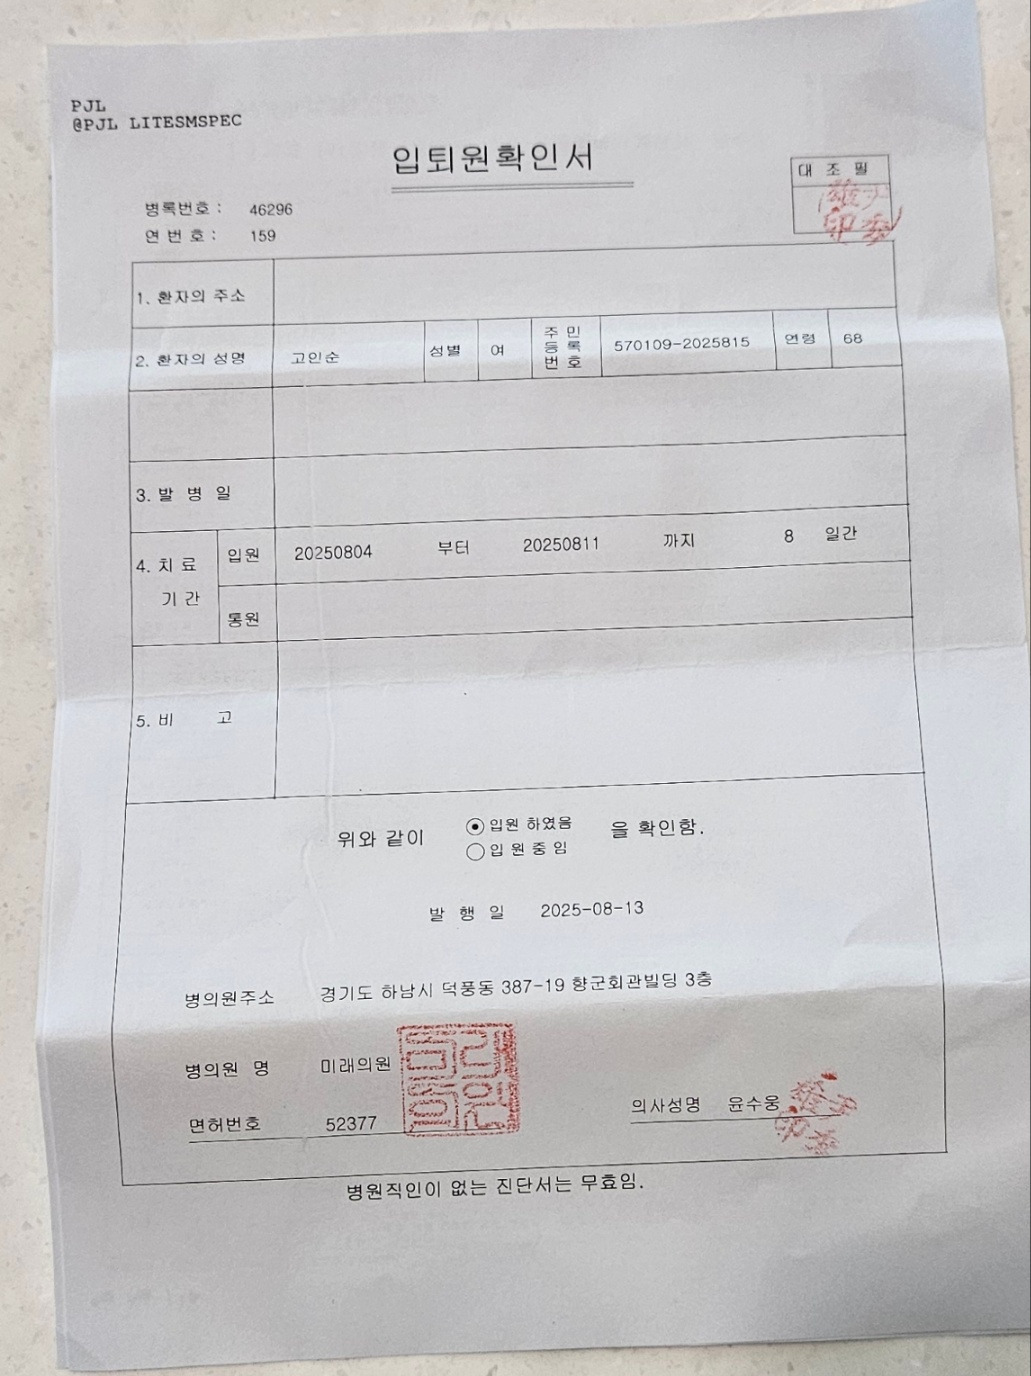 PJL
@PJL LITESMSPEC
입퇴원확인서
대 조 필
병록번호 : 46296
연 번 호 : 159
1. 환자의 주소
2. 환자의 성명 고인순 성별 여 주 민 등 록 번 호 570109-2025815 연령 68
3. 발 병 일
4. 치 료 기 간 입원 20250804 부터 20250811 까지 8 일간
통원
5. 비 고
위와 같이 입원 하였음 을 확인함.
입 원 중 임
발 행 일 2025-08-13
병의원주소 경기도 하남시 덕풍동 387-19 향군회관빌딩 3층
병의원 명 미래의원
면허번호 52377 의사성명 윤수웅
병원직인이 없는 진단서는 무효임.